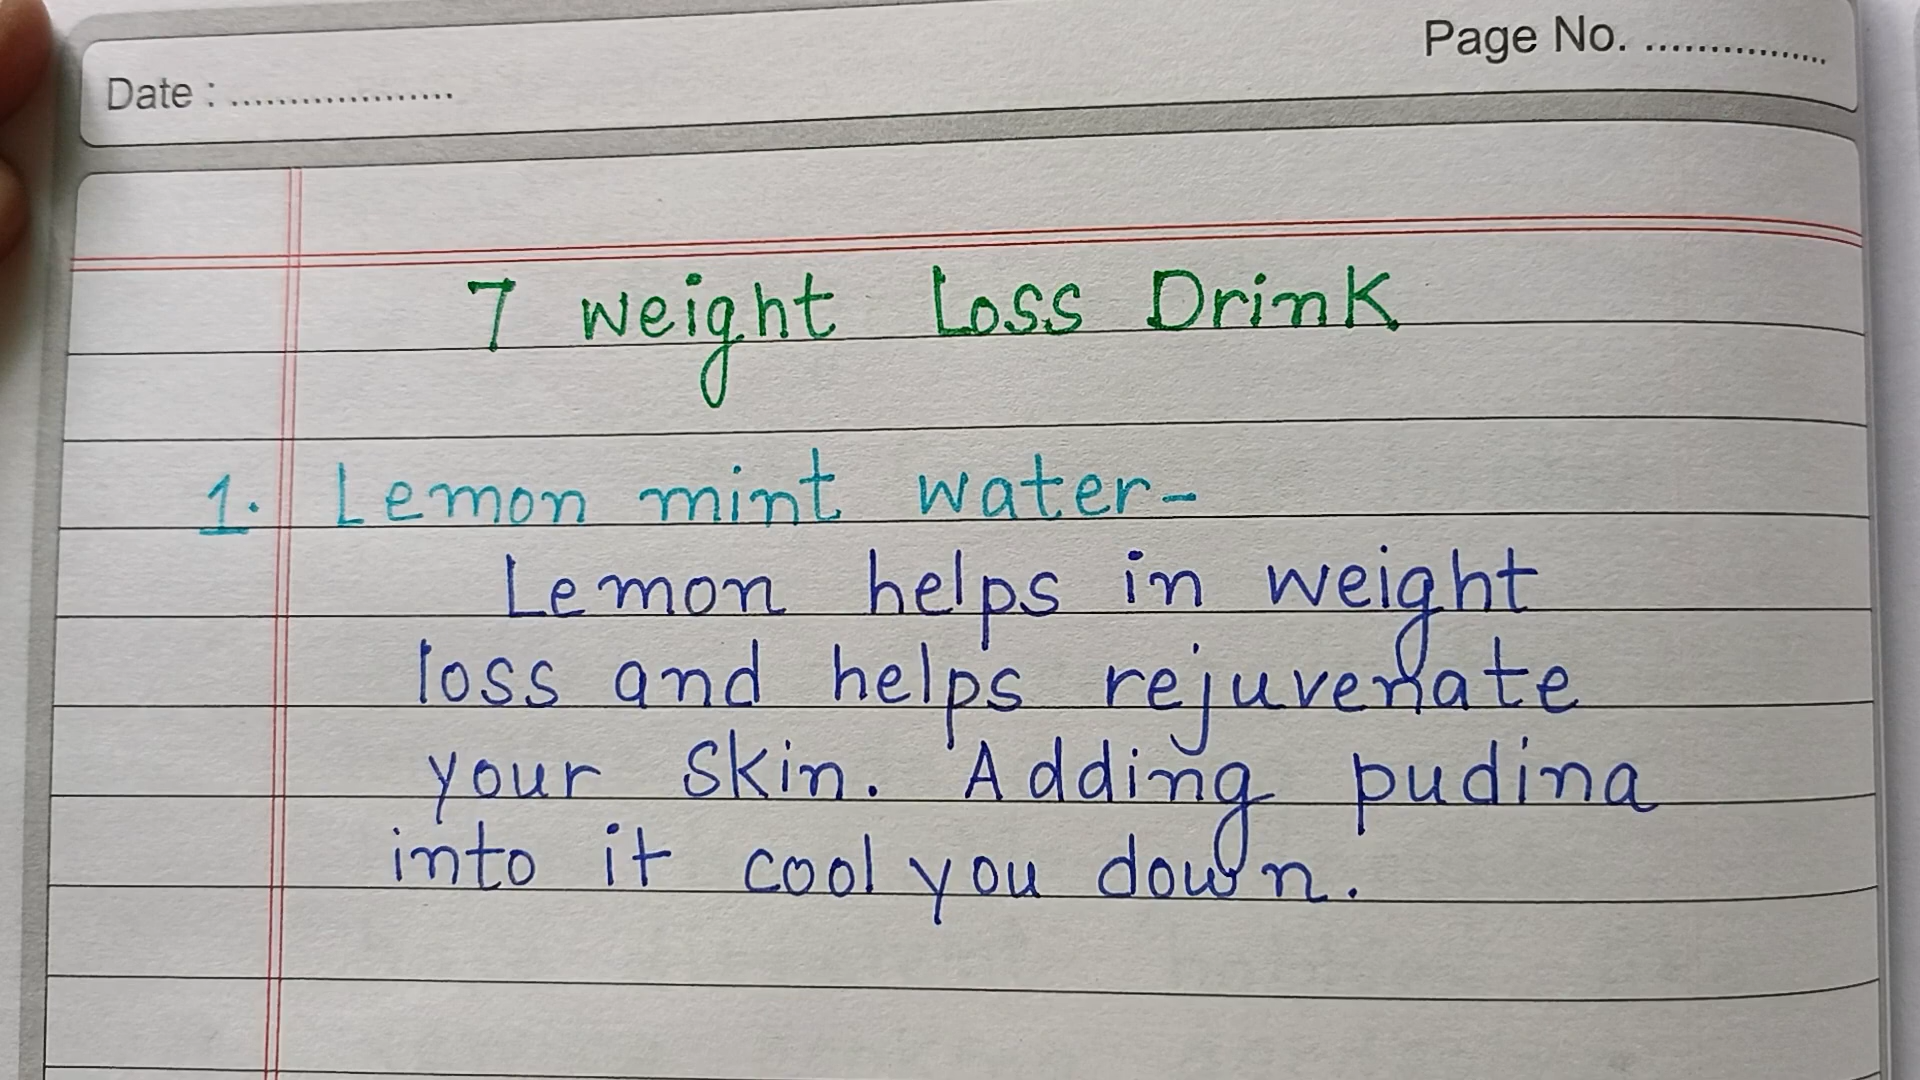 Page No. ................
Date : ...................
7 weight Loss Drink
1. Lemon mint water-
Lemon helps in weight
loss and helps rejuvenate
your skin. Adding pudina
into it cool you down.